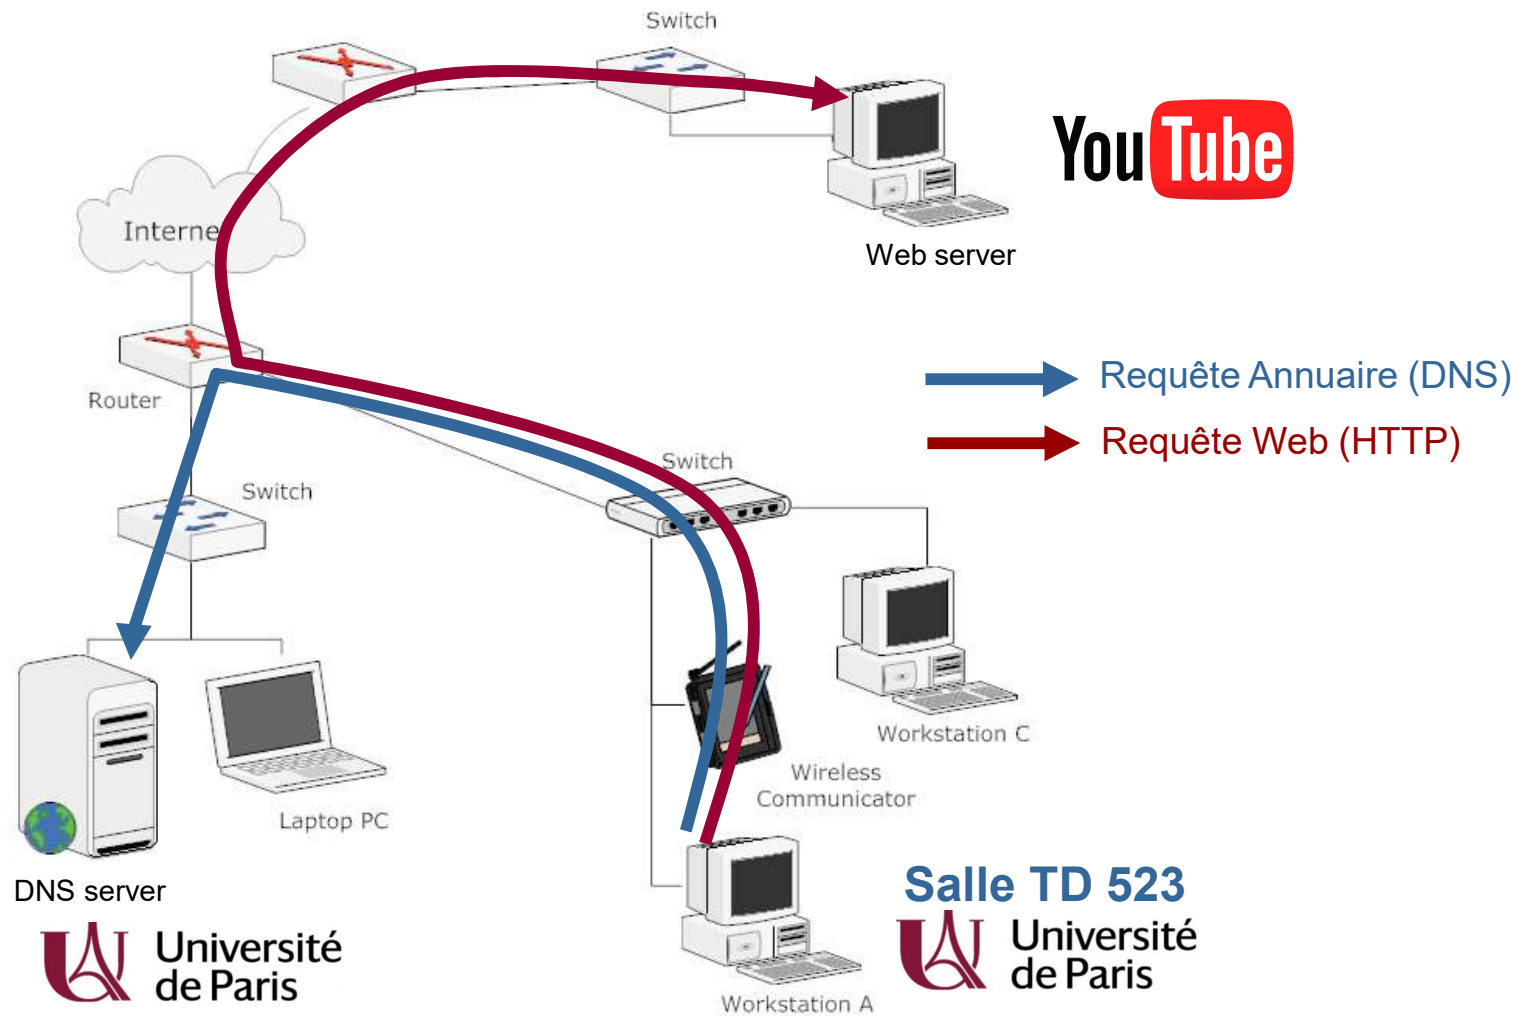 Switch
YouTube
Internet
Web server
Requête Annuaire (DNS)
Router
Requête Web (HTTP)
Switch
Switch
Workstation C
Wireless
Communicator
Laptop PC
DNS server
Salle TD 523
Université
de Paris
Université
de Paris
Workstation A